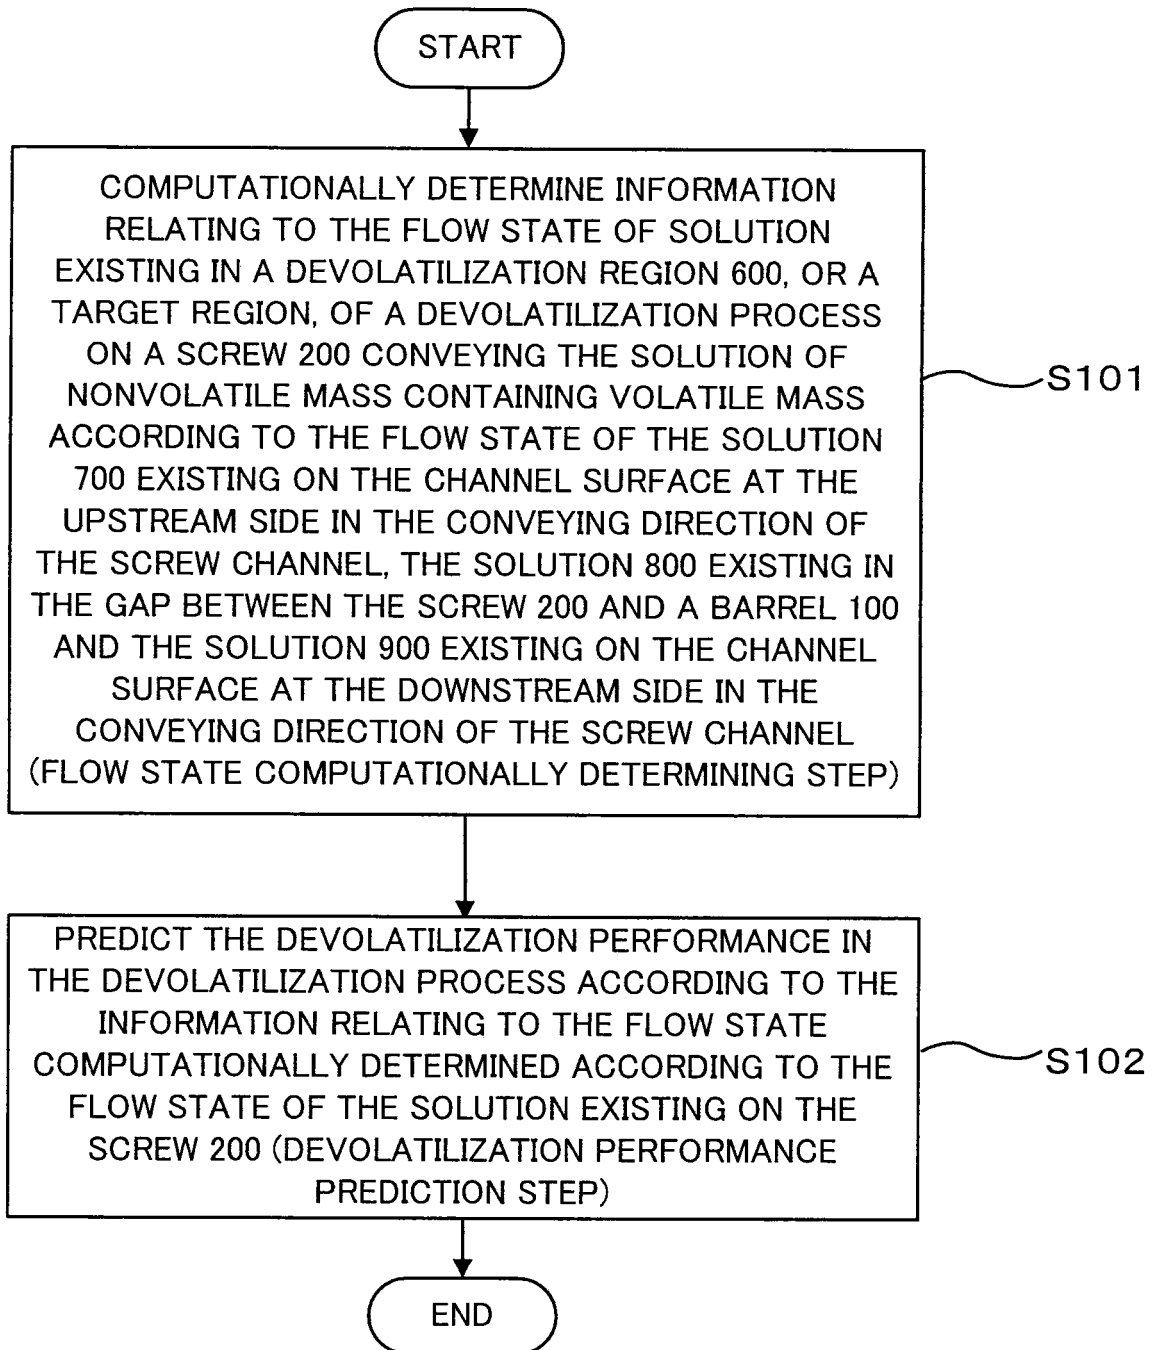 START
COMPUTATIONALLY DETERMINE INFORMATION
RELATING TO THE FLOW STATE OF SOLUTION
EXISTING IN A DEVOLATILIZATION REGION 600, OR A
TARGET REGION, OF A DEVOLATILIZATION PROCESS
ON A SCREW 200 CONVEYING THE SOLUTION OF
NONVOLATILE MASS CONTAINING VOLATILE MASS
ACCORDING TO THE FLOW STATE OF THE SOLUTION
700 EXISTING ON THE CHANNEL SURFACE AT THE
UPSTREAM SIDE IN THE CONVEYING DIRECTION OF
THE SCREW CHANNEL, THE SOLUTION 800 EXISTING IN
THE GAP BETWEEN THE SCREW 200 AND A BARREL 100
AND THE SOLUTION 900 EXISTING ON THE CHANNEL
SURFACE AT THE DOWNSTREAM SIDE IN THE
CONVEYING DIRECTION OF THE SCREW CHANNEL
(FLOW STATE COMPUTATIONALLY DETERMINING STEP)
S101
PREDICT THE DEVOLATILIZATION PERFORMANCE IN
THE DEVOLATILIZATION PROCESS ACCORDING TO THE
INFORMATION RELATING TO THE FLOW STATE
COMPUTATIONALLY DETERMINED ACCORDING TO THE
FLOW STATE OF THE SOLUTION EXISTING ON THE
SCREW 200 (DEVOLATILIZATION PERFORMANCE
PREDICTION STEP)
S102
END